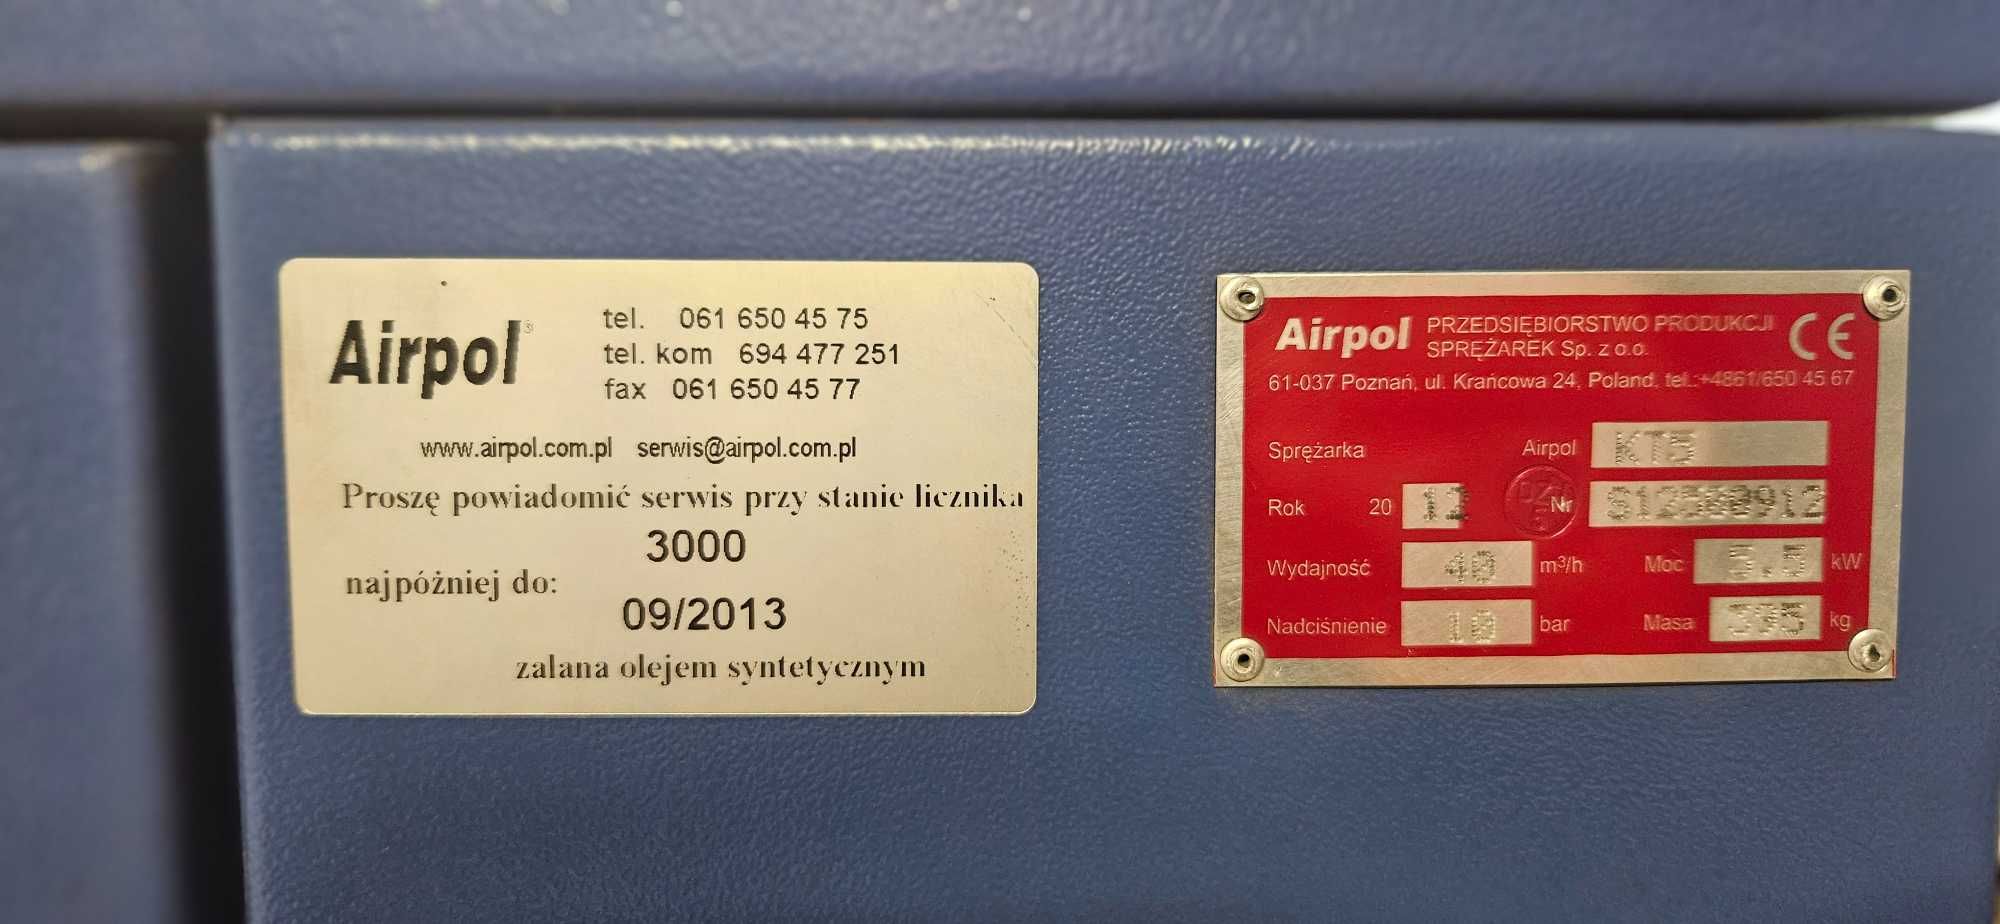 Airpol®
tel. 061 650 45 75
tel. kom 694 477 251
fax 061 650 45 77
www.airpol.com.pl serwis@airpol.com.pl
Proszę powiadomić serwis przy stanie licznika
3000
najpóźniej do:
09/2013
zalana olejem syntetycznym
Airpol PRZEDSIĘBIORSTWO PRODUKCJI
SPRĘŻAREK Sp. z o.o. CE
61-037 Poznań, ul. Krańcowa 24, Poland, tel.:+4861/650 45 67
Sprężarka Airpol KT5
Rok 20 12 Nr
Wydajność 40 m³/h Moc 5.5 kW
Nadciśnienie 10 bar Masa kg